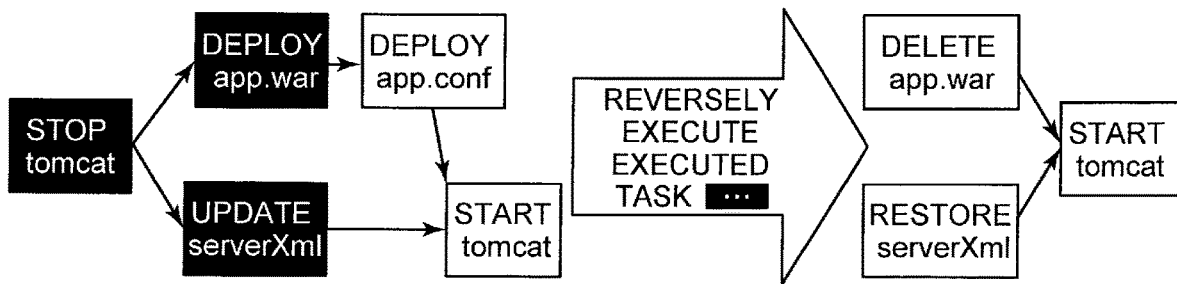 STOP
tomcat
DEPLOY
app.war
UPDATE
serverXml
DEPLOY
app.conf
START
tomcat
REVERSELY
EXECUTE
EXECUTED
TASK ...
DELETE
app.war
RESTORE
serverXml
START
tomcat